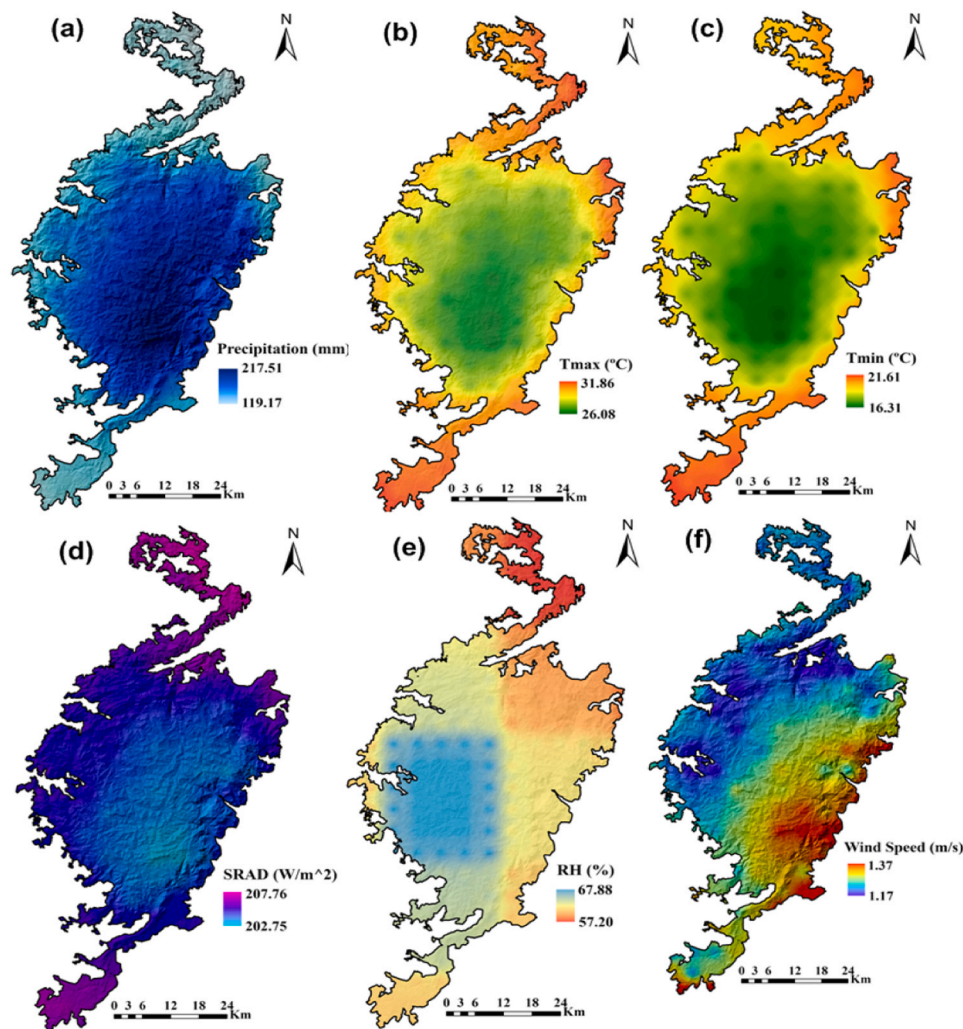 (a)
N
Precipitation (mm)
217.51
119.17
0 3 6 12 18 24
Km
(b)
N
Tmax (ºC)
31.86
26.08
0 3 6 12 18 24
Km
(c)
N
Tmin (ºC)
21.61
16.31
0 3 6 12 18 24
Km
(d)
N
SRAD (W/m^2)
207.76
202.75
0 3 6 12 18 24
Km
(e)
N
RH (%)
67.88
57.20
0 3 6 12 18 24
Km
(f)
N
Wind Speed (m/s)
1.37
1.17
0 3 6 12 18 24
Km